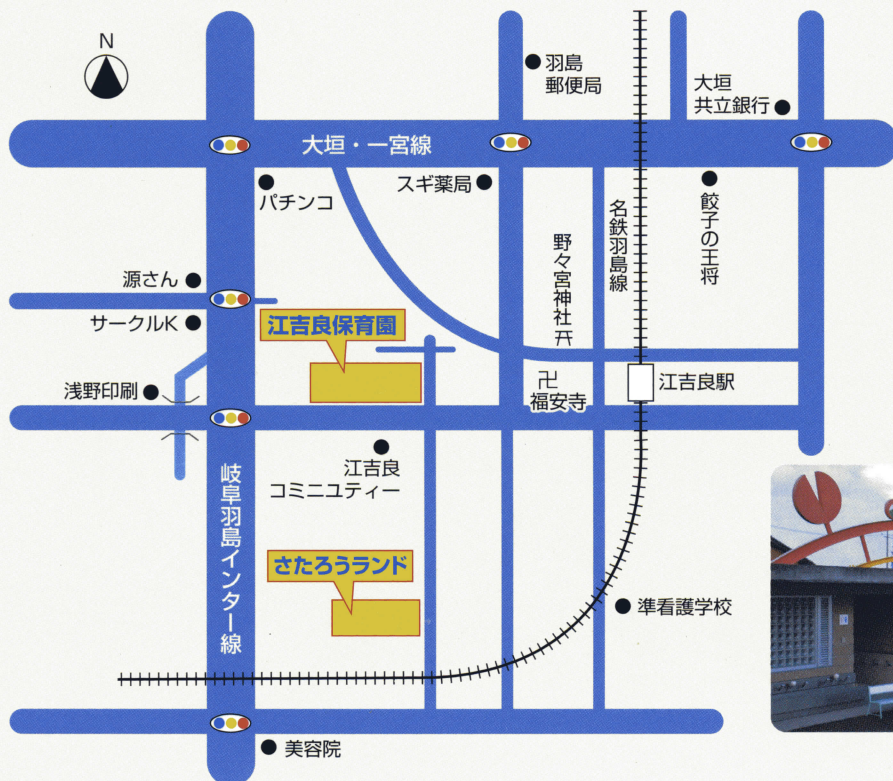 N
羽島
郵便局
大垣
共立銀行
大垣・一宮線
パチンコ
スギ薬局
野々宮神社
名鉄羽島線
餃子の王将
源さん
サークルK
江吉良保育園
浅野印刷
卍
福安寺
江吉良駅
江吉良
コミニユティー
岐阜羽島インター線
さたろうランド
準看護学校
美容院